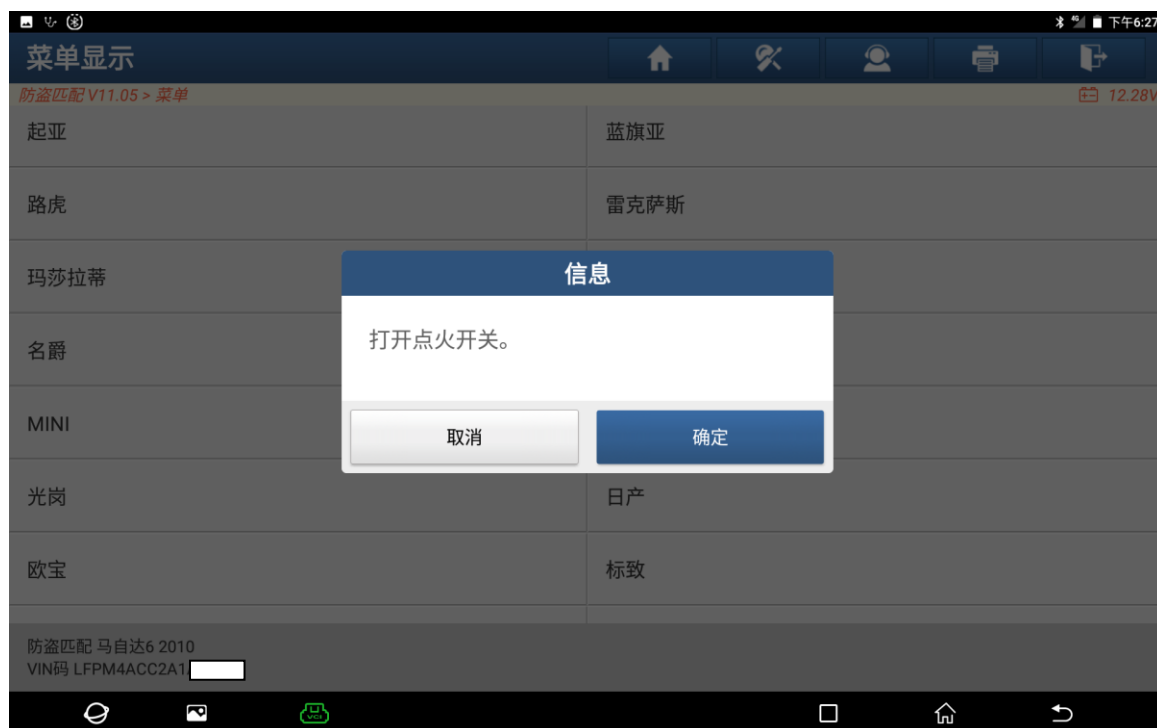 4G 下午6:27
菜单显示
防盗匹配 V11.05 > 菜单 12.28V
起亚 蓝旗亚
路虎 雷克萨斯
玛莎拉蒂
信息
打开点火开关。
名爵
MINI
取消 确定
光岗 日产
欧宝 标致
防盗匹配 马自达6 2010
VIN码 LFPM4ACC2A1
VCI